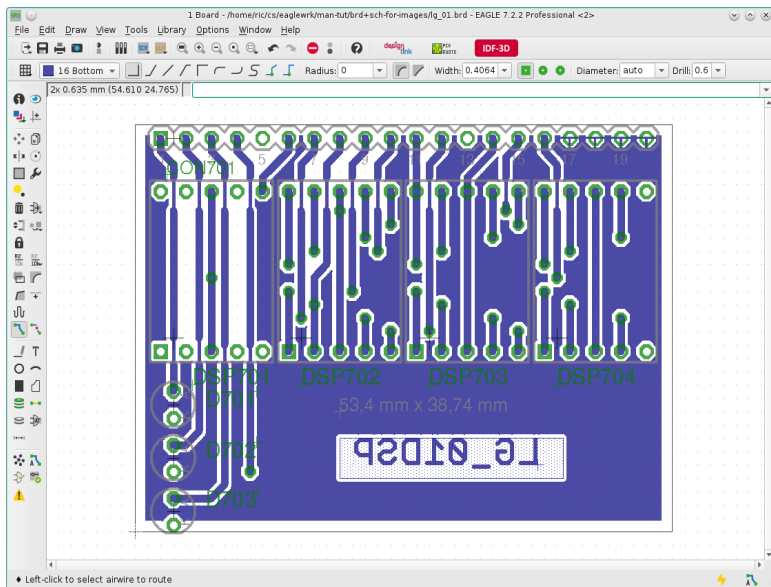 1 Board - /home/ric/cs/eaglewrk/man-tut/brd+sch-for-images/lg_01.brd - EAGLE 7.2.2 Professional <2>
File Edit Draw View Tools Library Options Window Help
design link
IDF-3D
16 Bottom
Radius: 0
Width: 0.4064
Diameter: auto
Drill: 0.6
2x 0.635 mm (54.610 24.765)
5 7 9 11 13 15 17 19
CON701
DSP701 DSP702 DSP703 DSP704
D701
53,4 mm x 38,74 mm
D702
LG_01DSP
D703
Left-click to select airwire to route